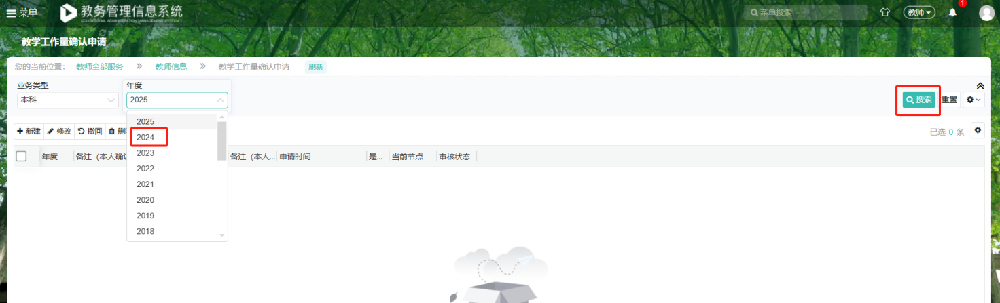 菜单
教务管理信息系统
EDUCATIONAL ADMINISTRATION MANAGEMENT SYSTEM
菜单搜索
教师
1
教学工作量确认申请
您的当前位置： 教师全部服务 教师信息 教学工作量确认申请 刷新
业务类型 年度
本科 2025 搜索 重置
2025
2024
2023
2022
2021
2020
2019
2018
新建 修改 撤回
已选 0 条
年度 备注（本人确认 备注（本人... 申请时间 是... 当前节点 审核状态